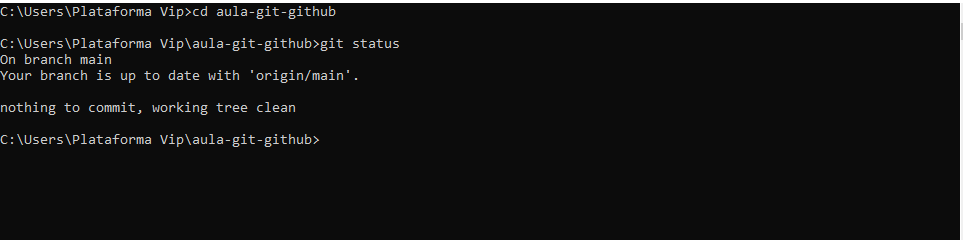 C:\Users\Plataforma Vip>cd aula-git-github
C:\Users\Plataforma Vip\aula-git-github>git status
On branch main
Your branch is up to date with 'origin/main'.
nothing to commit, working tree clean
C:\Users\Plataforma Vip\aula-git-github>